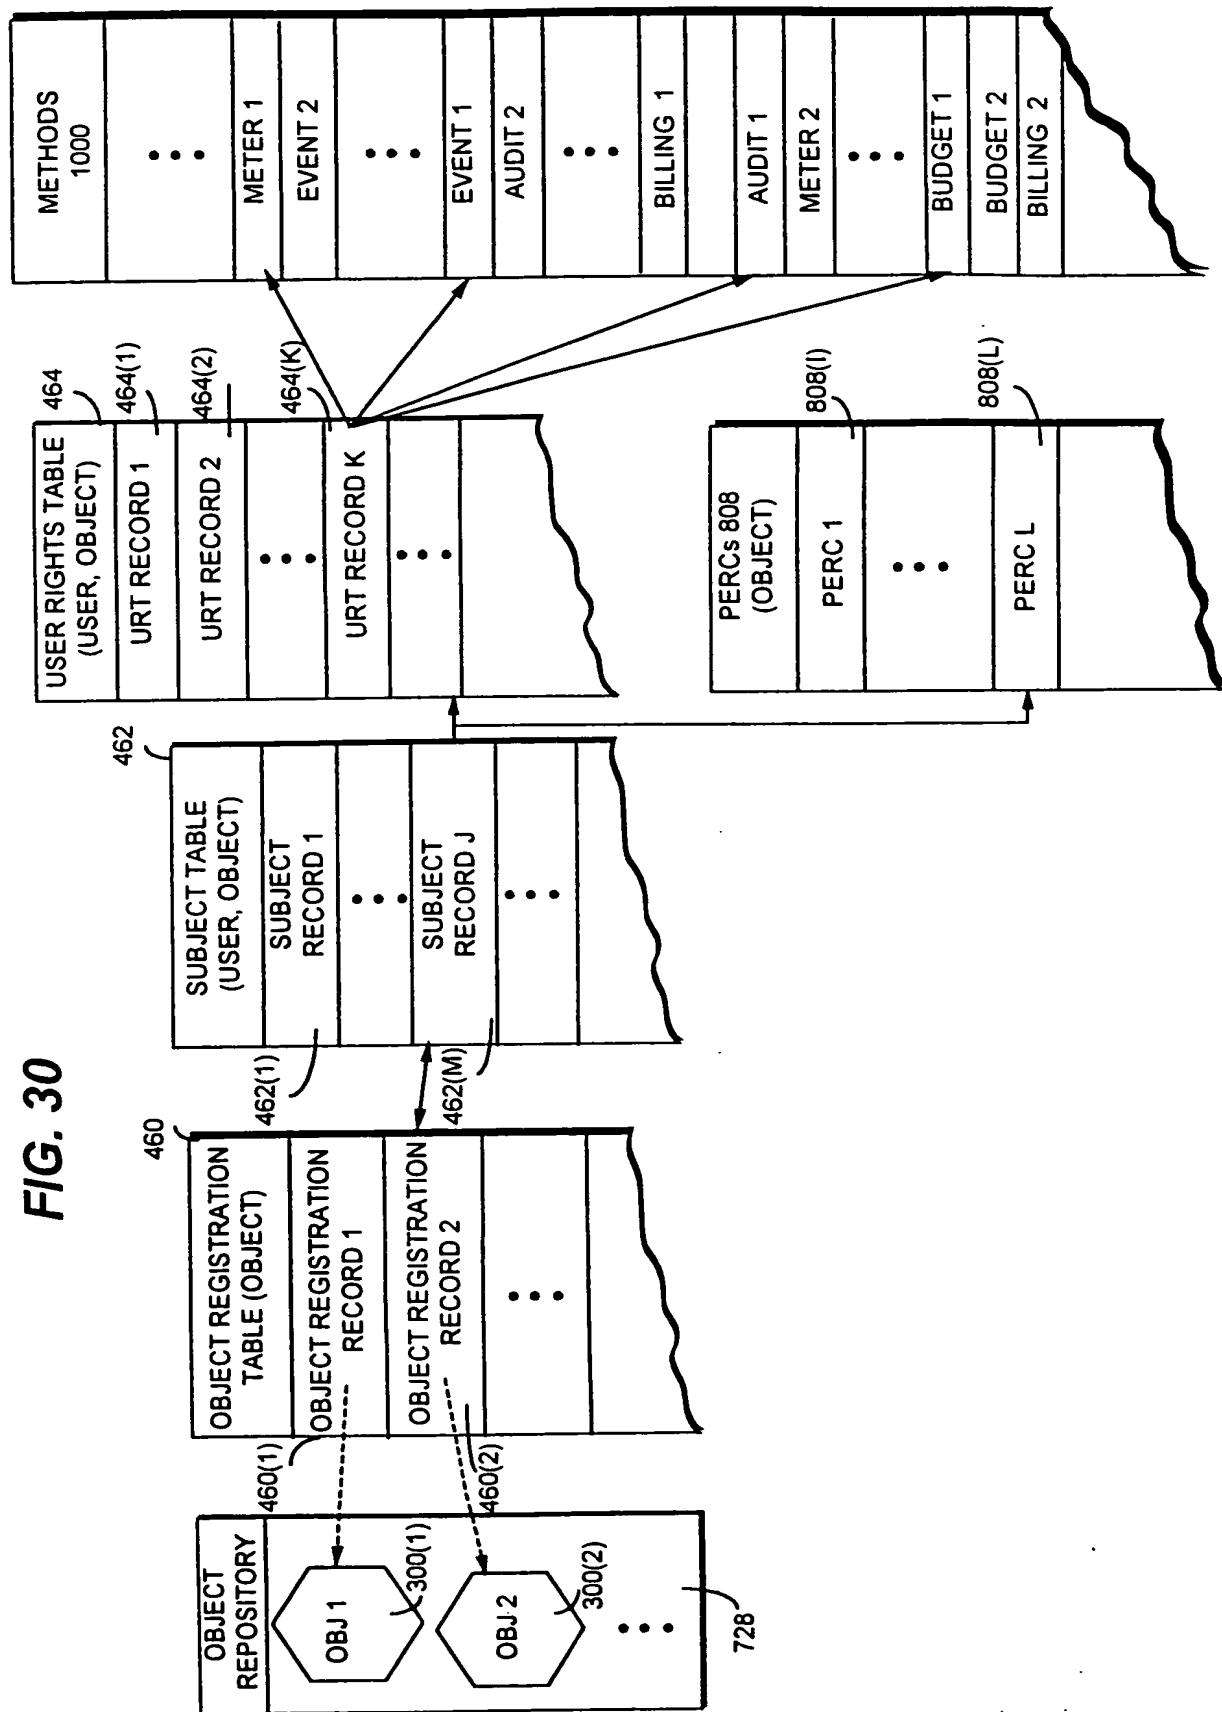 FIG. 30
OBJECT
REPOSITORY
OBJ 1
300(1)
OBJ 2
300(2)
• • •
728
460
OBJECT REGISTRATION
TABLE (OBJECT)
460(1)
OBJECT REGISTRATION
RECORD 1
OBJECT REGISTRATION
RECORD 2
460(2)
• • •
462
SUBJECT TABLE
(USER, OBJECT)
462(1)
SUBJECT
RECORD 1
• • •
SUBJECT
RECORD J
462(M)
• • •
USER RIGHTS TABLE
(USER, OBJECT)
464
URT RECORD 1
464(1)
URT RECORD 2
464(2)
• • •
URT RECORD K
464(K)
• • •
PERCs 808
(OBJECT)
PERC 1
808(I)
• • •
PERC L
808(L)
METHODS
1000
• • •
METER 1
EVENT 2
• • •
EVENT 1
AUDIT 2
• • •
BILLING 1
AUDIT 1
METER 2
• • •
BUDGET 1
BUDGET 2
BILLING 2